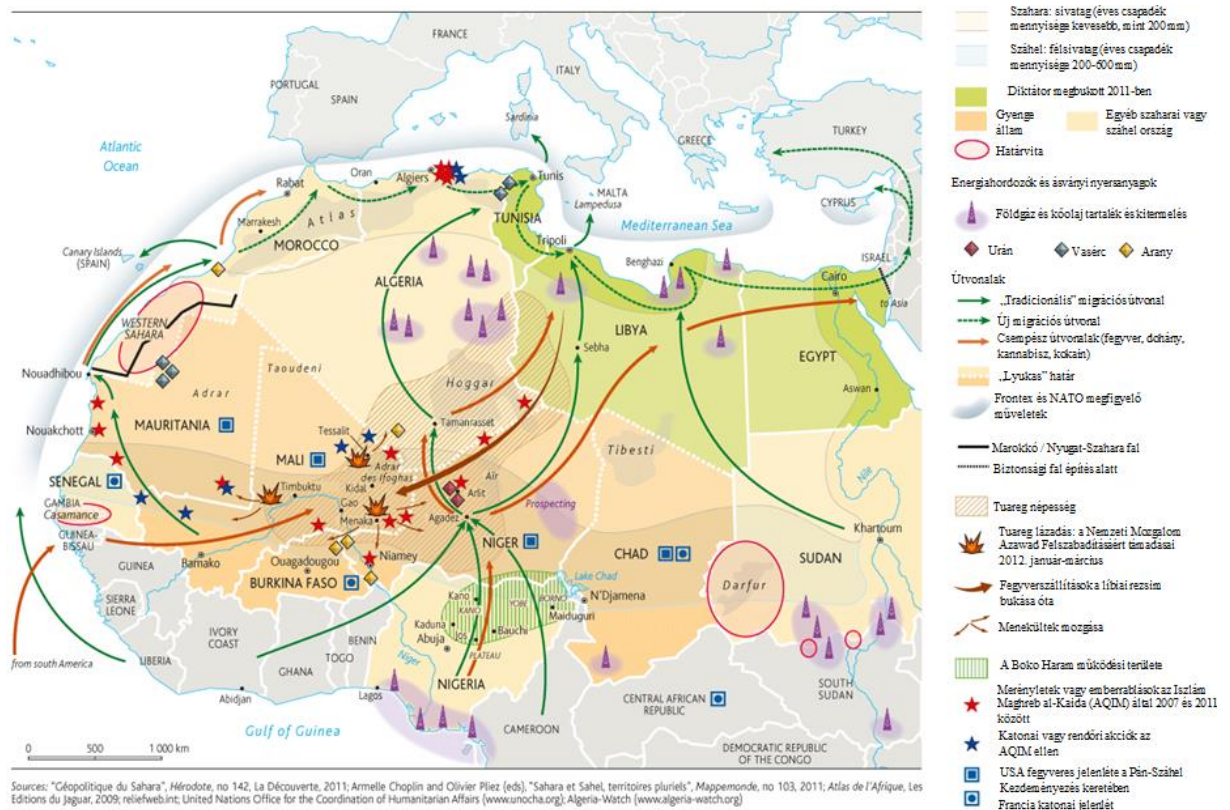 FRANCE
PORTUGAL
SPAIN
ITALY
Sardinia
GREECE
TURKEY
Atlantic
Ocean
Oran
Algiers
Tunis
MALTA
Lampedusa
CYPRUS
Rabat
Atlas
TUNISIA
Mediterranean Sea
Marrakesh
MOROCCO
Tripoli
Canary Islands
(SPAIN)
Benghazi
ISRAEL
Cairo
to Asia
ALGERIA
WESTERN
SAHARA
LIBYA
EGYPT
Sebha
Nouadhibou
Taoudeni
Hoggar
Adrar
Aswan
Tamanrasset
Nouakchott
MAURITANIA
Tessalit
Tibesti
MALI
Adrar
des Ifoghas
Nile
SENEGAL
Kidal
Aïr
Timbuktu
Arlit
Prospecting
GAMBIA
Casamance
Gao
Menaka
Agadez
Khartoum
GUINEA-
BISSAU
NIGER
CHAD
SUDAN
Bamako
Ouagadougou
Niamey
GUINEA
BURKINA FASO
Lake Chad
Darfur
N'Djamena
SIERRA
LEONE
Kano
KANO
YOBE
BORNO
Maiduguri
IVORY
COAST
BENIN
Kaduna
Bauchi
Abuja
JOS
TOGO
PLATEAU
from south America
LIBERIA
GHANA
Niger
NIGERIA
SOUTH
SUDAN
Abidjan
Lagos
CENTRAL AFRICAN
REPUBLIC
Gulf of Guinea
CAMEROON
DEMOCRATIC REPUBLIC
OF THE CONGO
0 500 1 000 km
Sources: "Géopolitique du Sahara", Hérodote, no 142, La Découverte, 2011; Armelle Choplin and Olivier Pliez (eds), "Sahara et Sahel, territoires pluriels", Mappemonde, no 103, 2011; Atlas de l'Afrique, Les
Editions du Jaguar, 2009; reliefweb.int; United Nations Office for the Coordination of Humanitarian Affairs (www.unocha.org); Algeria-Watch (www.algeria-watch.org)
Szahara: sivatag (éves csapadék
mennyisége kevesebb, mint 200mm)
Száhel: félsivatag (éves csapadék
mennyisége 200-600mm)
Diktátor megbukott 2011-ben
Gyenge
állam
Egyéb szaharai vagy
száhel ország
Határvita
Energiahordozók és ásványi nyersanyagok
Földgáz és kőolaj tartalék és kitermelés
Urán
Vasérc
Arany
Útvonalak
„Tradicionális” migrációs útvonal
Új migrációs útvonal
Csempész útvonalak (fegyver, dohány,
kannabisz, kokain)
„Lyukas” határ
Frontex és NATO megfigyelő
műveletek
Marokkó / Nyugat-Szahara fal
Biztonsági fal építés alatt
Tuareg népesség
Tuareg lázadás: a Nemzeti Mozgalom
Azawad Felszabadításáért támadásai
2012. január-március
Fegyverszállítások a líbiai rezsim
bukása óta
Menekültek mozgása
A Boko Haram működési területe
Merényletek vagy emberrablások az Iszlám
Maghreb al-Kaida (AQIM) által 2007 és 2011
között
Katonai vagy rendőri akciók az
AQIM ellen
USA fegyveres jelenléte a Pán-Száhel
Kezdeményezés keretében
Francia katonai jelenlét